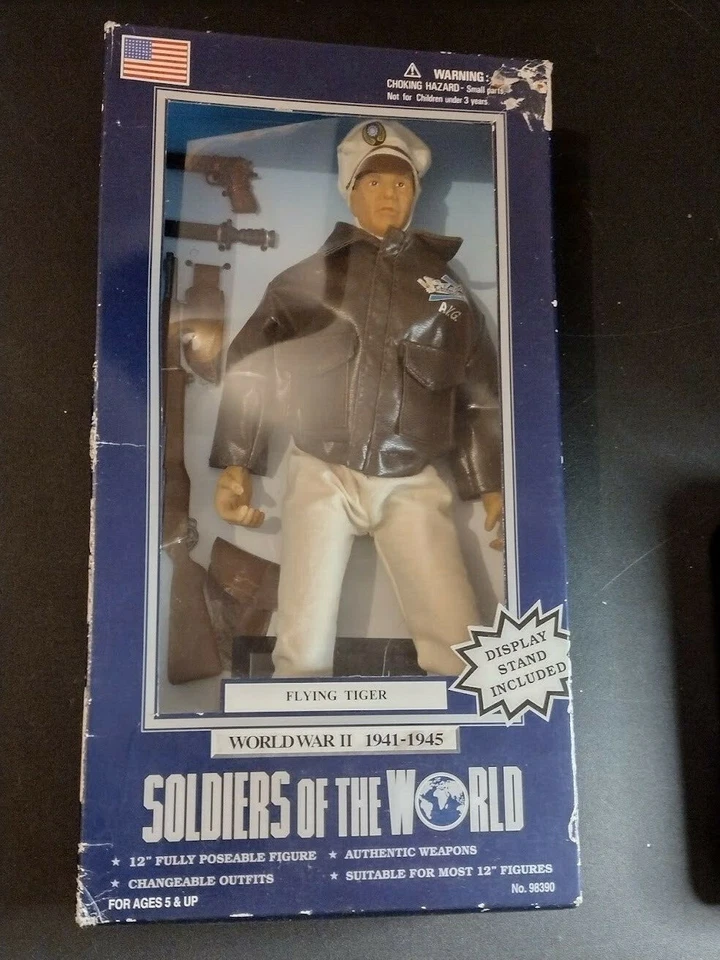 WARNING:
CHOKING HAZARD - Small parts
Not for Children under 3 years
A.V.G.
FLYING TIGER
DISPLAY
STAND
INCLUDED
WORLD WAR II 1941-1945
SOLDIERS OF THE WORLD
★ 12" FULLY POSEABLE FIGURE ★ AUTHENTIC WEAPONS
★ CHANGEABLE OUTFITS ★ SUITABLE FOR MOST 12" FIGURES
FOR AGES 5 & UP No. 98390